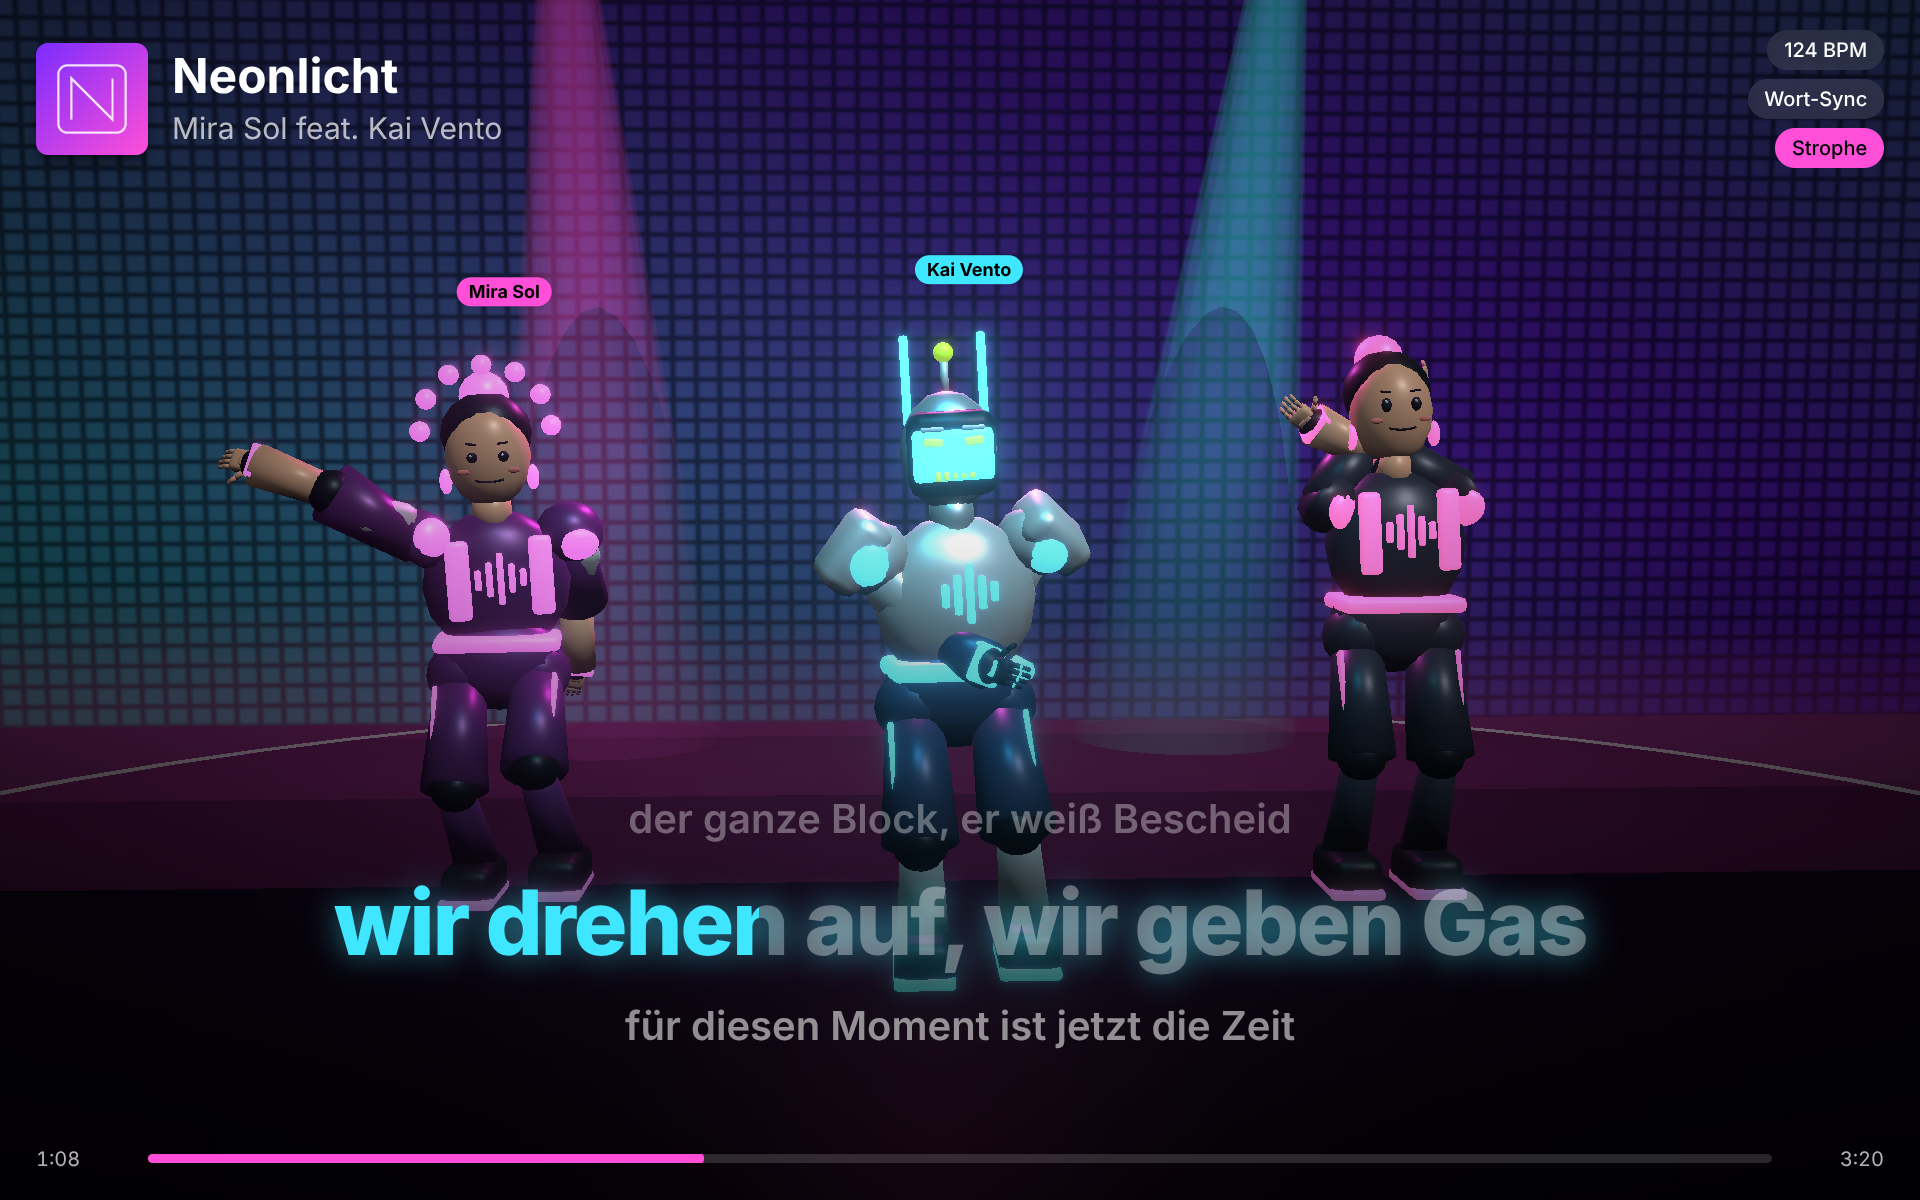 Neonlicht
Mira Sol feat. Kai Vento
124 BPM
Wort-Sync
Strophe
Kai Vento
Mira Sol
der ganze Block, er weiß Bescheid
wir drehen auf, wir geben Gas
für diesen Moment ist jetzt die Zeit
1:08
3:20